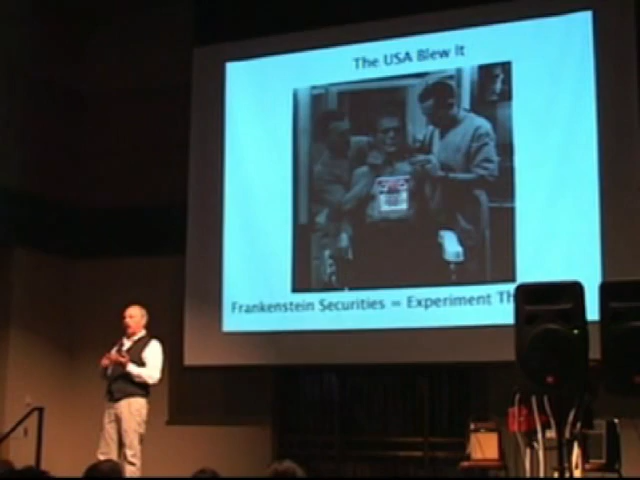 The USA Blew It
Frankenstein Securities = Experiment